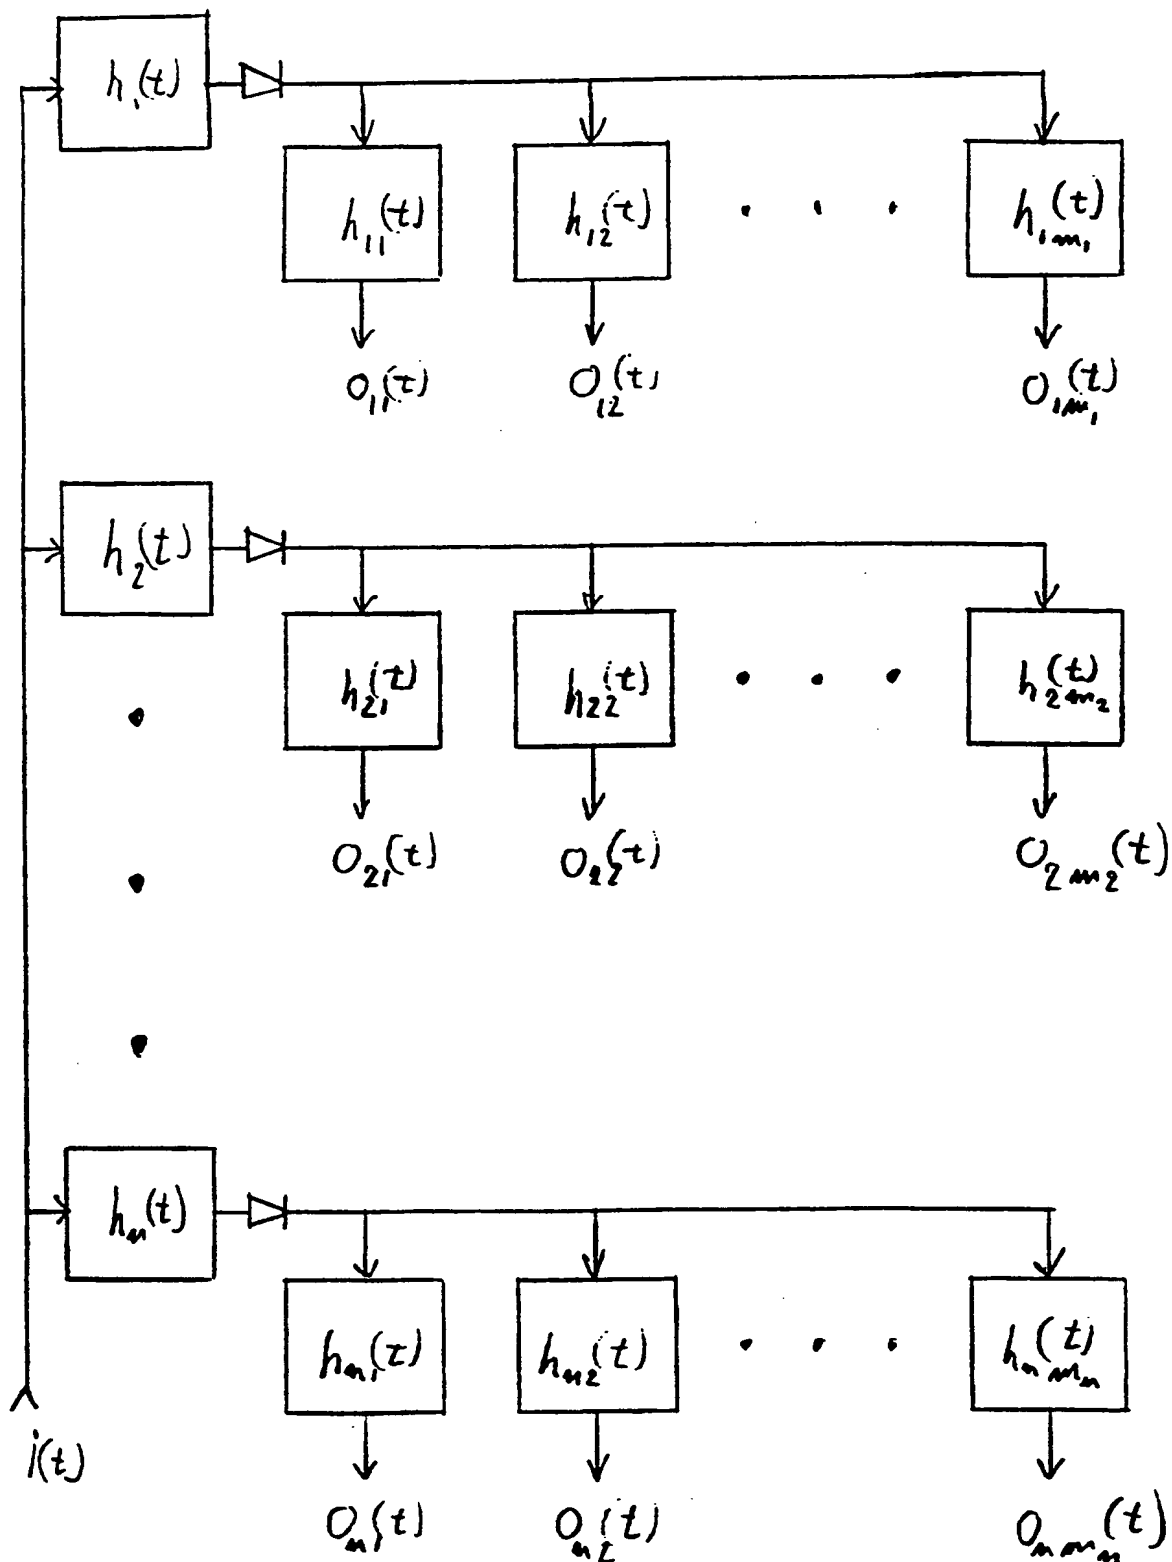 h₁(t)
h₁₁(t) h₁₂(t) . . . h₁ₘ₁(t)
O₁₁(t) O₁₂(t) O₁ₘ₁(t)
h₂(t)
h₂₁(t) h₂₂(t) . . . h₂ₘ₂(t)
O₂₁(t) O₂₂(t) O₂ₘ₂(t)
hₙ(t)
hₙ₁(t) hₙ₂(t) . . . hₙₘₙ(t)
i(t)
Oₙ₁(t) Oₙ₂(t) Oₙₘₙ(t)